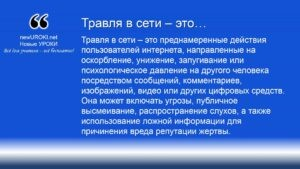 Травля в сети – это…
newUROKI.net
Новые УРОКИ
Всё для учителя – всё бесплатно!
Травля в сети – это преднамеренные действия
пользователей интернета, направленные на
оскорбление, унижение, запугивание или
психологическое давление на другого человека
посредством сообщений, комментариев,
изображений, видео или других цифровых средств.
Она может включать угрозы, публичное
высмеивание, распространение слухов, а также
использование ложной информации для
причинения вреда репутации жертвы.